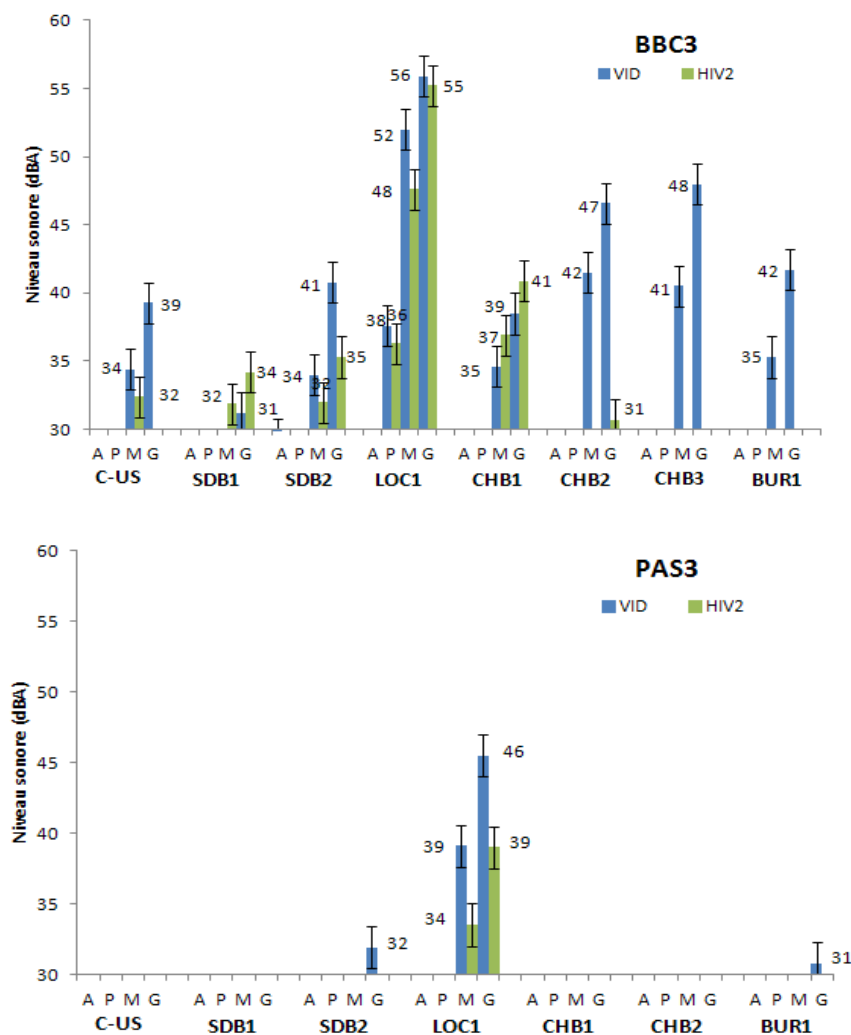 BBC3
VID HIV2
Niveau sonore (dBA)
60
55
50
45
40
35
30
34 39 32
32 34 31
34 41 32 35
38 36 52 48 56 55
35 37 39 41
42 47 31
41 48
35 42
A P M G A P M G A P M G A P M G A P M G A P M G A P M G A P M G
C-US SDB1 SDB2 LOC1 CHB1 CHB2 CHB3 BUR1
PAS3
VID HIV2
Niveau sonore (dBA)
60
55
50
45
40
35
30
32
39 34 46 39
31
A P M G A P M G A P M G A P M G A P M G A P M G A P M G
C-US SDB1 SDB2 LOC1 CHB1 CHB2 BUR1